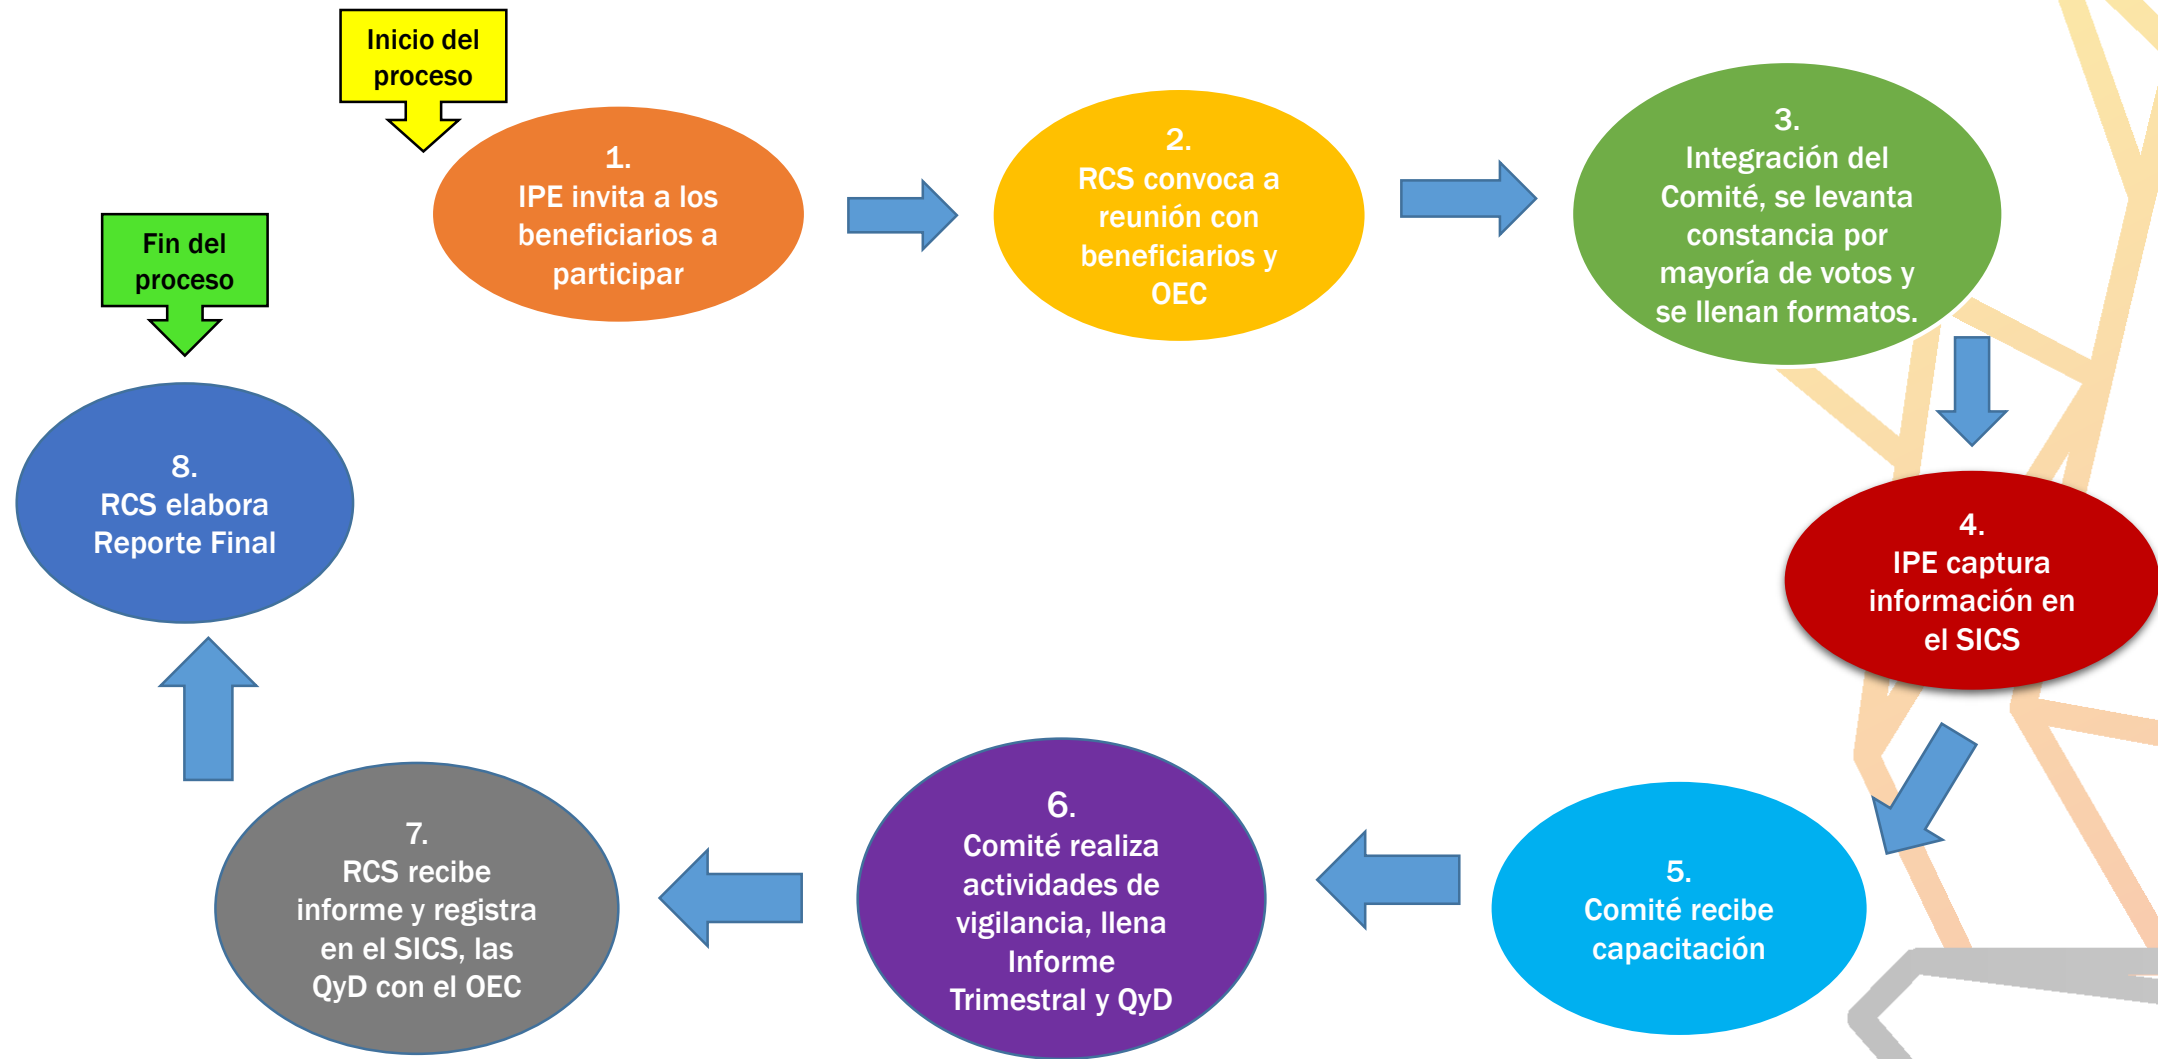 Inicio del
proceso
1.
IPE invita a los
beneficiarios a
participar
2.
RCS convoca a
reunión con
beneficiarios y
OEC
3.
Integración del
Comité, se levanta
constancia por
mayoría de votos y
se llenan formatos.
4.
IPE captura
información en
el SICS
5.
Comité recibe
capacitación
6.
Comité realiza
actividades de
vigilancia, llena
Informe
Trimestral y QyD
7.
RCS recibe
informe y registra
en el SICS, las
QyD con el OEC
8.
RCS elabora
Reporte Final
Fin del
proceso